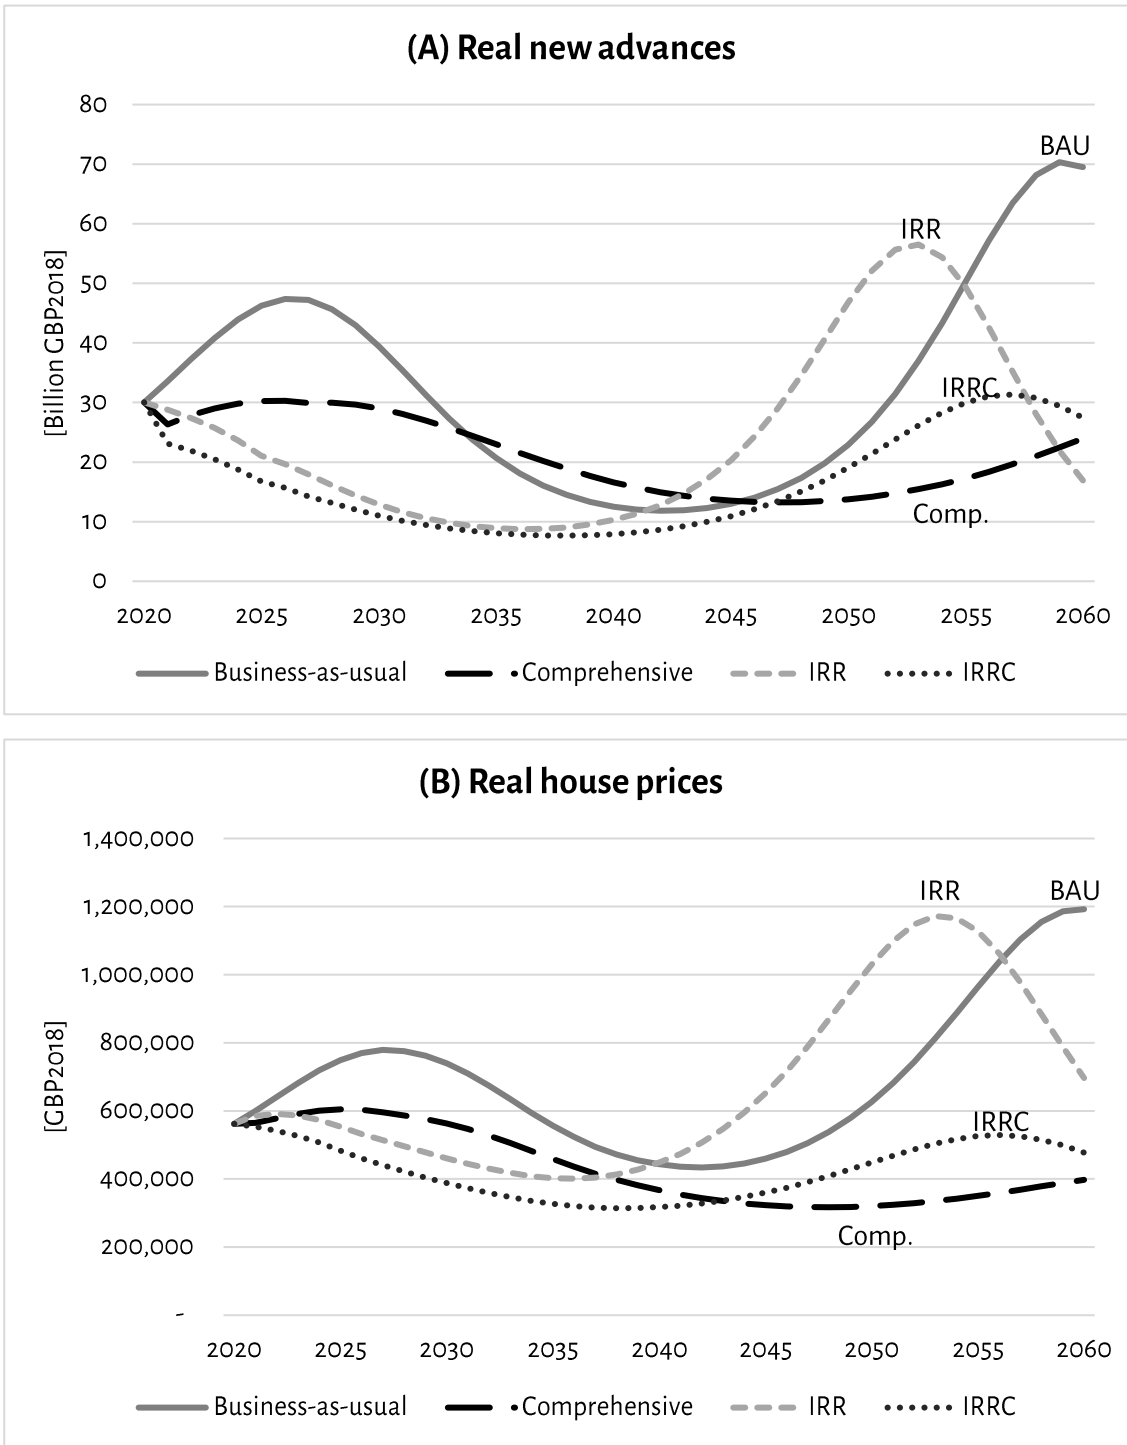 (A) Real new advances
80
70
60
50
40
30
20
10
0
[Billion GBP2018]
BAU
IRR
IRRC
Comp.
2020 2025 2030 2035 2040 2045 2050 2055 2060
Business-as-usual Comprehensive IRR IRRC
(B) Real house prices
1,400,000
1,200,000
1,000,000
800,000
600,000
400,000
200,000
-
[GBP2018]
IRR BAU
IRRC
Comp.
2020 2025 2030 2035 2040 2045 2050 2055 2060
Business-as-usual Comprehensive IRR IRRC